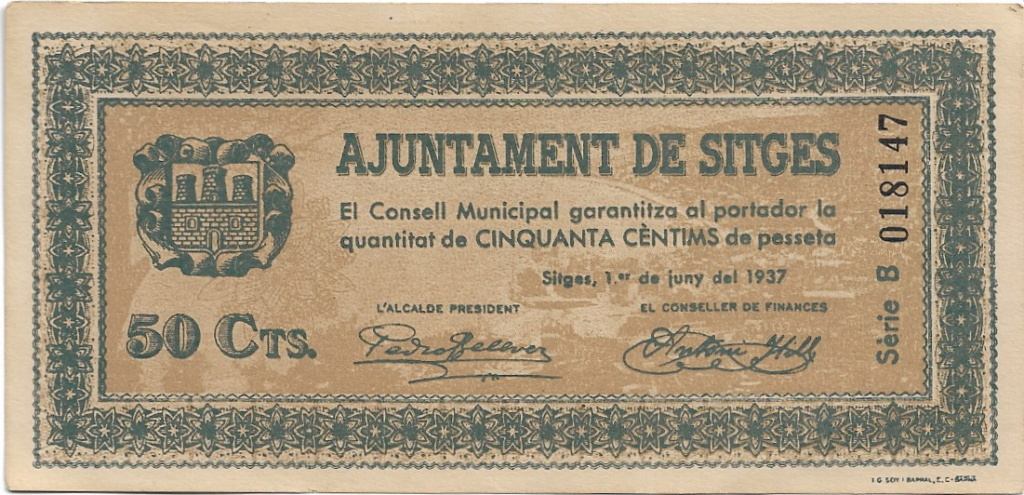 AJUNTAMENT DE SITGES
El Consell Municipal garantitza al portador la
quantitat de CINQUANTA CÈNTIMS de pesseta
Sitges, 1.er de juny del 1937
L'ALCALDE PRESIDENT
EL CONSELLER DE FINANCES
50 CTS.
Sèrie B 018147